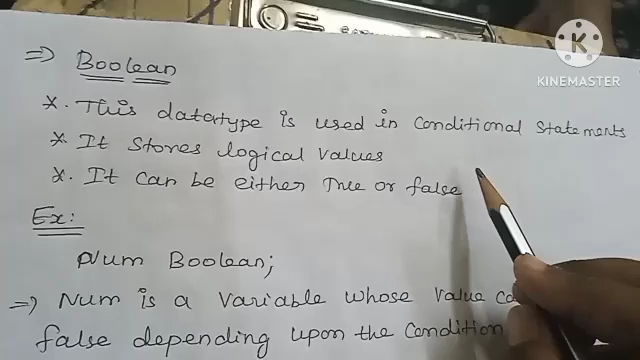 KINEMASTER
=> Boolean
*. This datatype is used in Conditional Statements
*. It Stores logical values
*. It can be either True or false
Ex:
Num Boolean;
=> Num is a variable whose value
false depending upon the Condition